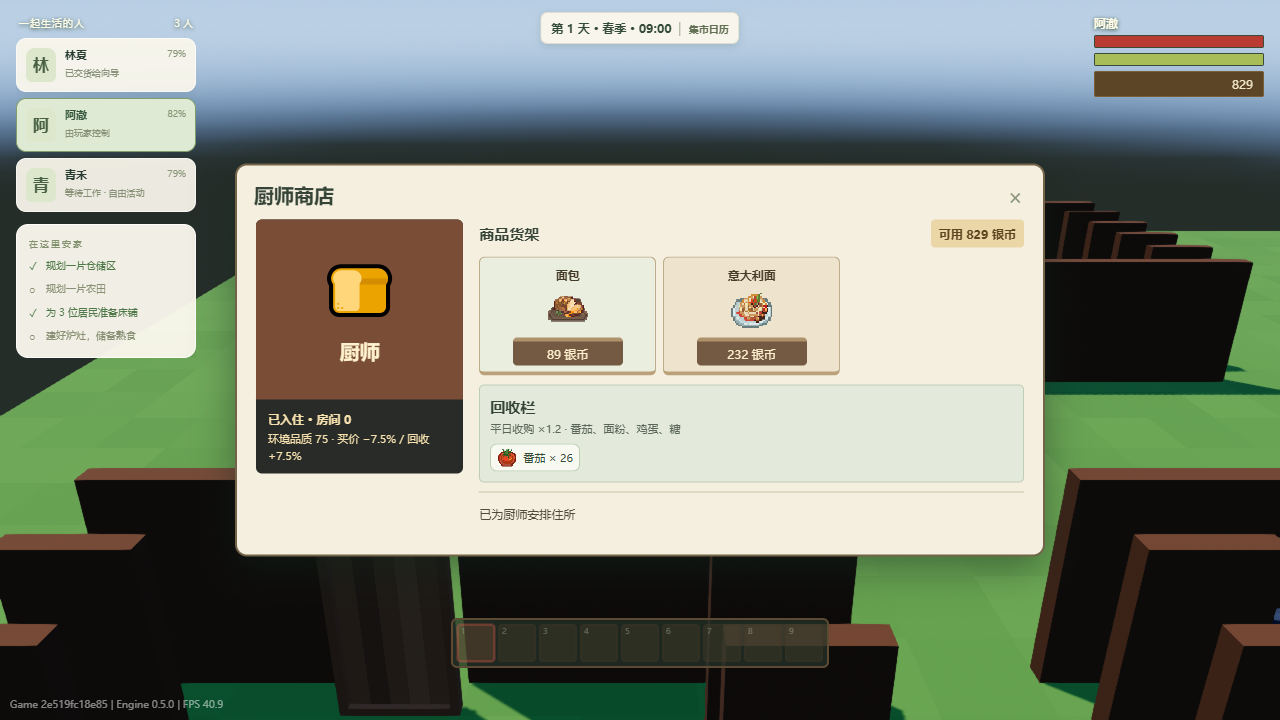 一起生活的人 3 人
林
林夏 79%
已交货给向导
阿
阿澈 82%
由玩家控制
青
青禾 79%
等待工作 · 自由活动
在这里安家
✓ 规划一片仓储区
○ 规划一片农田
✓ 为 3 位居民准备床铺
○ 建好炉灶，储备熟食
第 1 天 • 春季 • 09:00 | 集市日历
阿澈
829
厨师商店 ×
厨师
已入住 • 房间 0
环境品质 75 · 买价 −7.5% / 回收
+7.5%
商品货架 可用 829 银币
面包
89 银币
意大利面
232 银币
回收栏
平日收购 ×1.2 · 番茄、面粉、鸡蛋、糖
番茄 × 26
已为厨师安排住所
1 2 3 4 5 6 7 8 9
Game 2e519fc18e85 | Engine 0.5.0 | FPS 40.9